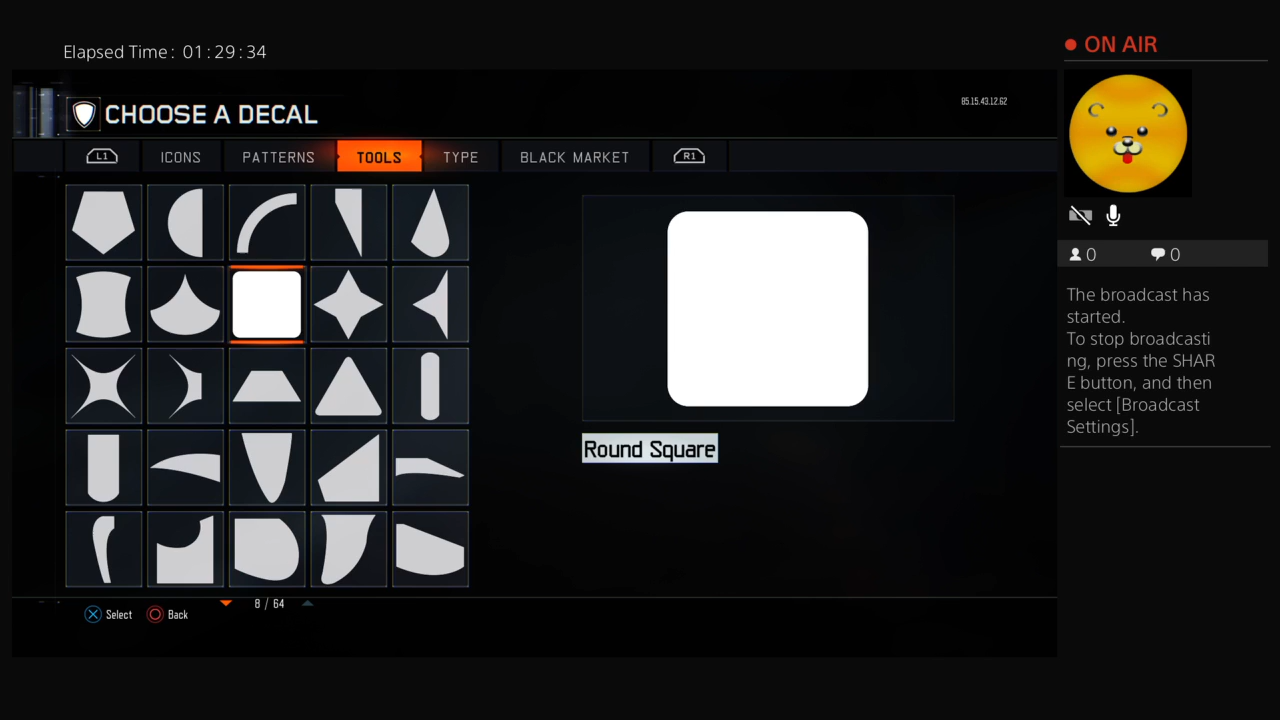 Elapsed Time: 01:29:34
ON AIR
CHOOSE A DECAL
85.15.43.12.62
L1
ICONS
PATTERNS
TOOLS
TYPE
BLACK MARKET
R1
0
0
The broadcast has
started.
To stop broadcasti
ng, press the SHAR
E button, and then
select [Broadcast
Settings].
Round Square
8 / 64
Select
Back